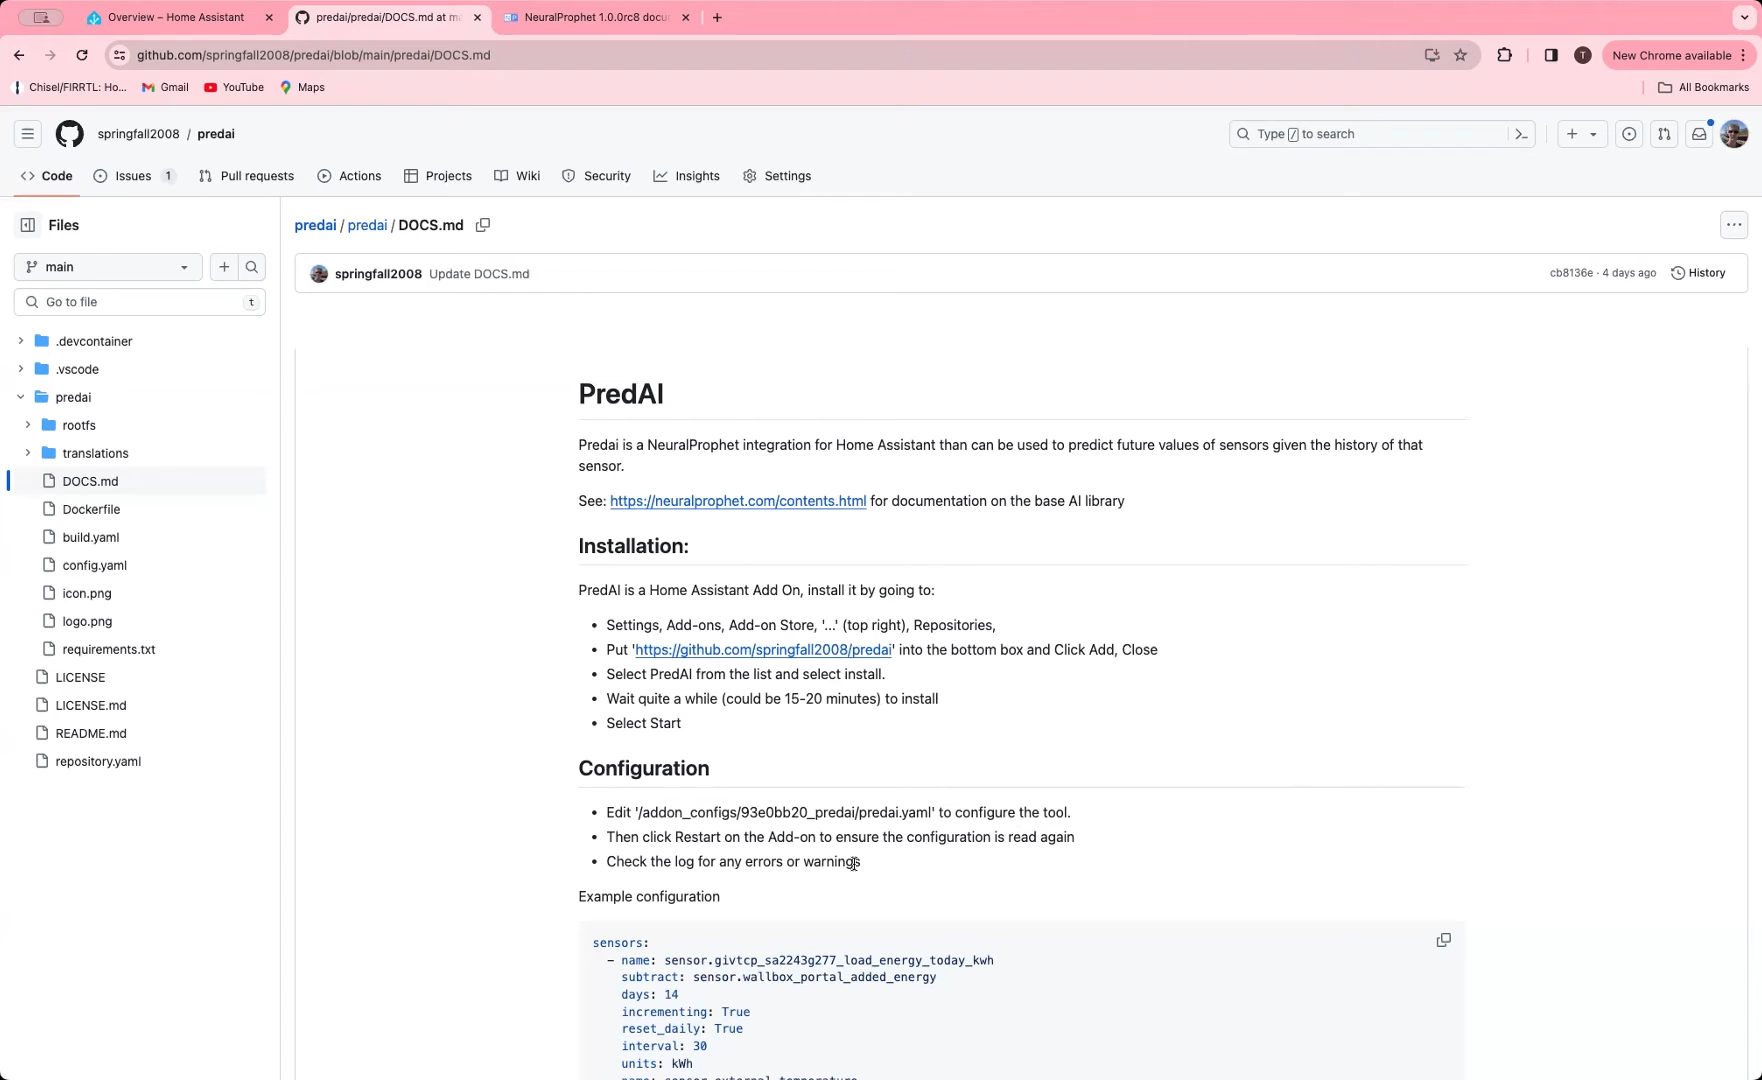 Overview – Home Assistant
predai/predai/DOCS.md at ma
NeuralProphet 1.0.0rc8 docu
github.com/springfall2008/predai/blob/main/predai/DOCS.md
T
New Chrome available
Chisel/FIRRTL: Ho...
Gmail
YouTube
Maps
All Bookmarks
springfall2008 / predai
Type / to search
Code
Issues 1
Pull requests
Actions
Projects
Wiki
Security
Insights
Settings
Files
main
Go to file
t
.devcontainer
.vscode
predai
rootfs
translations
DOCS.md
Dockerfile
build.yaml
config.yaml
icon.png
logo.png
requirements.txt
LICENSE
LICENSE.md
README.md
repository.yaml
predai / predai / DOCS.md
springfall2008 Update DOCS.md
cb8136e · 4 days ago
History
PredAI
Predai is a NeuralProphet integration for Home Assistant than can be used to predict future values of sensors given the history of that
sensor.
See: https://neuralprophet.com/contents.html for documentation on the base AI library
Installation:
PredAI is a Home Assistant Add On, install it by going to:
• Settings, Add-ons, Add-on Store, '...' (top right), Repositories,
• Put 'https://github.com/springfall2008/predai' into the bottom box and Click Add, Close
• Select PredAI from the list and select install.
• Wait quite a while (could be 15-20 minutes) to install
• Select Start
Configuration
• Edit '/addon_configs/93e0bb20_predai/predai.yaml' to configure the tool.
• Then click Restart on the Add-on to ensure the configuration is read again
• Check the log for any errors or warnings
Example configuration
sensors:
- name: sensor.givtcp_sa2243g277_load_energy_today_kwh
subtract: sensor.wallbox_portal_added_energy
days: 14
incrementing: True
reset_daily: True
interval: 30
units: kWh
name: sensor.external_temperature